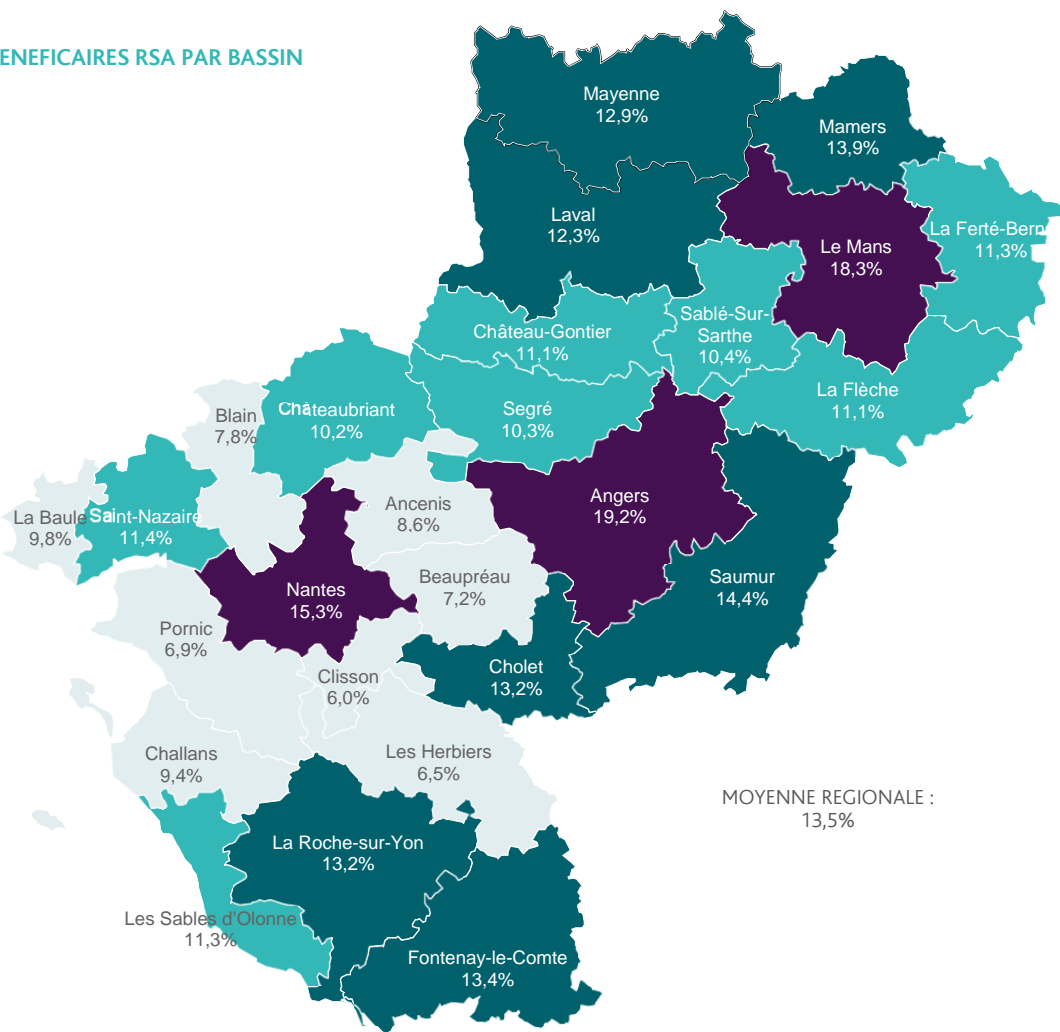 ENEFICAIRES RSA PAR BASSIN
Mayenne
12,9%
Mamers
13,9%
Laval
12,3%
Le Mans
18,3%
La Ferté-Bern
11,3%
Château-Gontier
11,1%
Sablé-Sur-
Sarthe
10,4%
La Flèche
11,1%
Segré
10,3%
Châteaubriant
10,2%
Blain
7,8%
Ancenis
8,6%
Angers
19,2%
La Baule
9,8%
Saint-Nazaire
11,4%
Beaupréau
7,2%
Saumur
14,4%
Nantes
15,3%
Pornic
6,9%
Clisson
6,0%
Cholet
13,2%
Challans
9,4%
Les Herbiers
6,5%
MOYENNE REGIONALE :
13,5%
La Roche-sur-Yon
13,2%
Les Sables d'Olonne
11,3%
Fontenay-le-Comte
13,4%